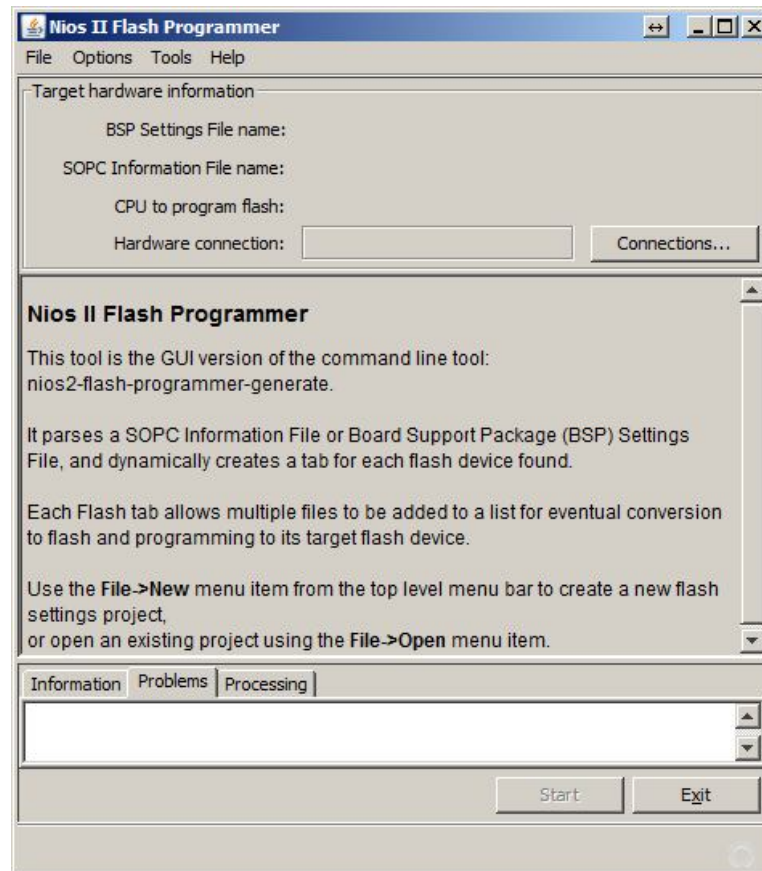 Nios II Flash Programmer
File Options Tools Help
Target hardware information
BSP Settings File name:
SOPC Information File name:
CPU to program flash:
Hardware connection:
Connections...
Nios II Flash Programmer
This tool is the GUI version of the command line tool:
nios2-flash-programmer-generate.
It parses a SOPC Information File or Board Support Package (BSP) Settings
File, and dynamically creates a tab for each flash device found.
Each Flash tab allows multiple files to be added to a list for eventual conversion
to flash and programming to its target flash device.
Use the File->New menu item from the top level menu bar to create a new flash
settings project,
or open an existing project using the File->Open menu item.
Information Problems Processing
Start Exit